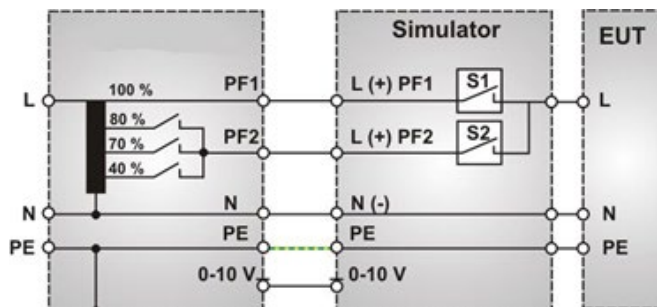 Simulator
EUT
L
100 %
PF1
L (+) PF1
S1
L
80 %
70 %
40 %
PF2
L (+) PF2
S2
N
N
N (-)
N
PE
PE
PE
PE
0-10 V
0-10 V